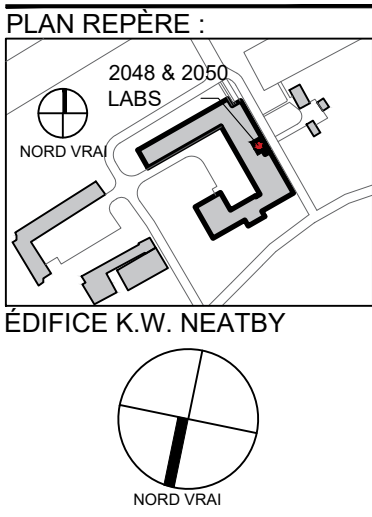 PLAN REPÈRE :
2048 & 2050
LABS
NORD VRAI
ÉDIFICE K.W. NEATBY
NORD VRAI